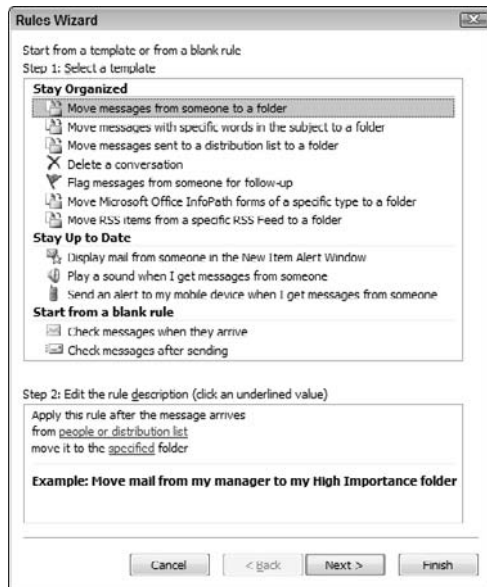 Rules Wizard
Start from a template or from a blank rule
Step 1: Select a template
Stay Organized
Move messages from someone to a folder
Move messages with specific words in the subject to a folder
Move messages sent to a distribution list to a folder
Delete a conversation
Flag messages from someone for follow-up
Move Microsoft Office InfoPath forms of a specific type to a folder
Move RSS items from a specific RSS Feed to a folder
Stay Up to Date
Display mail from someone in the New Item Alert Window
Play a sound when I get messages from someone
Send an alert to my mobile device when I get messages from someone
Start from a blank rule
Check messages when they arrive
Check messages after sending
Step 2: Edit the rule description (click an underlined value)
Apply this rule after the message arrives
from people or distribution list
move it to the specified folder
Example: Move mail from my manager to my High Importance folder
Cancel < Back Next > Finish